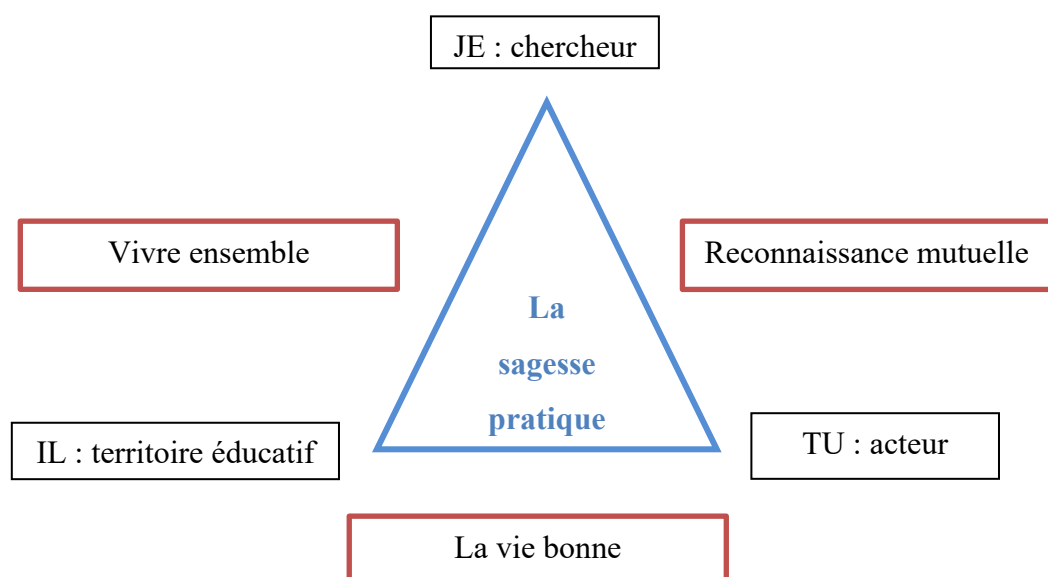 JE : chercheur
Vivre ensemble
Reconnaissance mutuelle
La
sagesse
pratique
IL : territoire éducatif
TU : acteur
La vie bonne